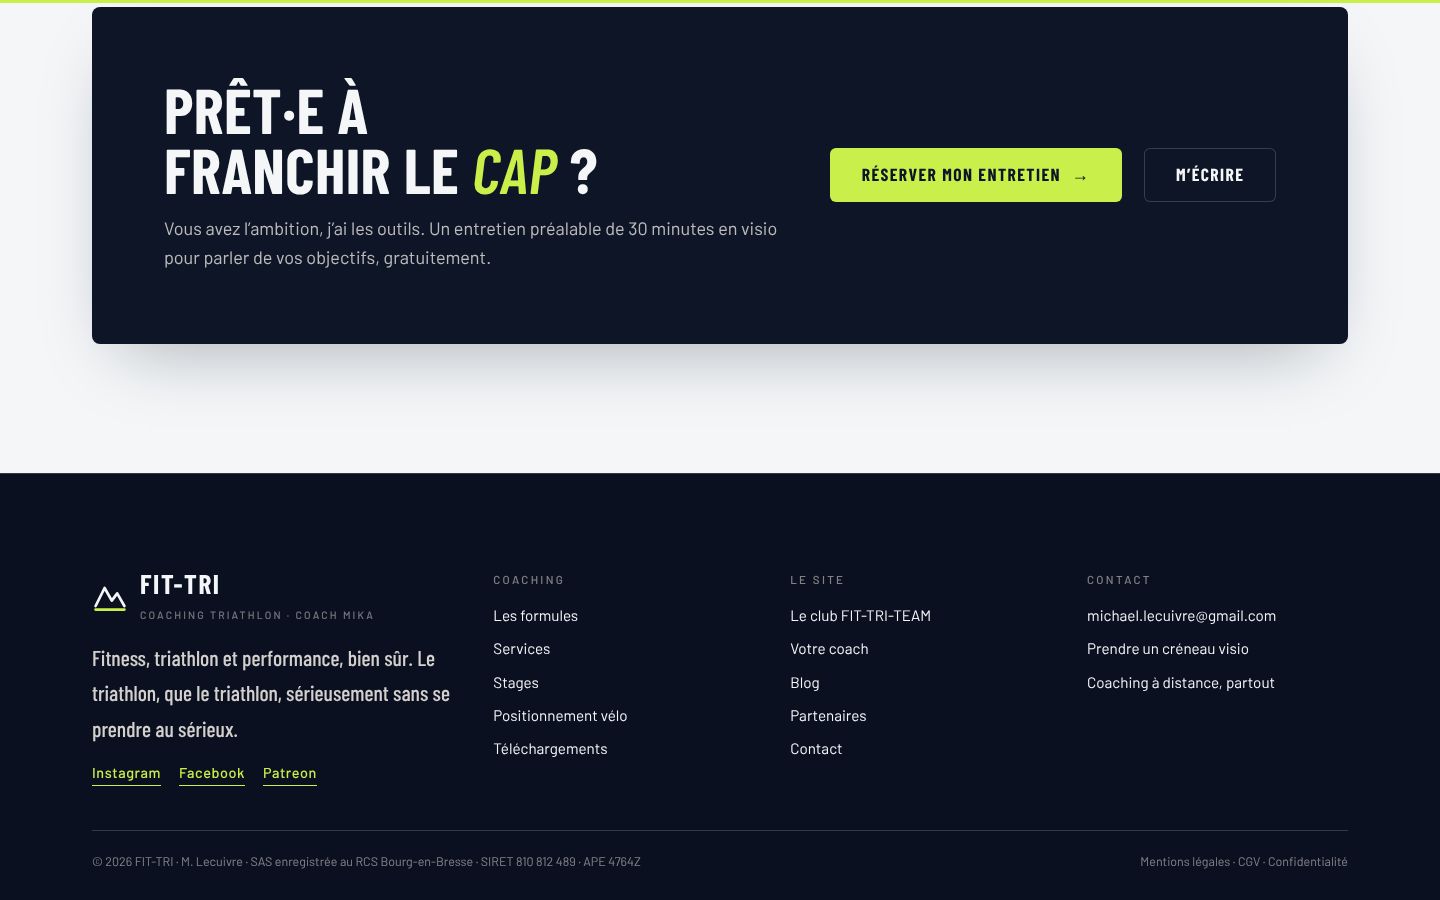 PRÊT·E À
FRANCHIR LE CAP ?
Vous avez l’ambition, j’ai les outils. Un entretien préalable de 30 minutes en visio
pour parler de vos objectifs, gratuitement.
RÉSERVER MON ENTRETIEN →
M’ÉCRIRE
FIT-TRI
COACHING TRIATHLON · COACH MIKA
Fitness, triathlon et performance, bien sûr. Le
triathlon, que le triathlon, sérieusement sans se
prendre au sérieux.
Instagram Facebook Patreon
COACHING
Les formules
Services
Stages
Positionnement vélo
Téléchargements
LE SITE
Le club FIT-TRI-TEAM
Votre coach
Blog
Partenaires
Contact
CONTACT
michael.lecuivre@gmail.com
Prendre un créneau visio
Coaching à distance, partout
© 2026 FIT-TRI · M. Lecuivre · SAS enregistrée au RCS Bourg-en-Bresse · SIRET 810 812 489 · APE 4764Z
Mentions légales · CGV · Confidentialité